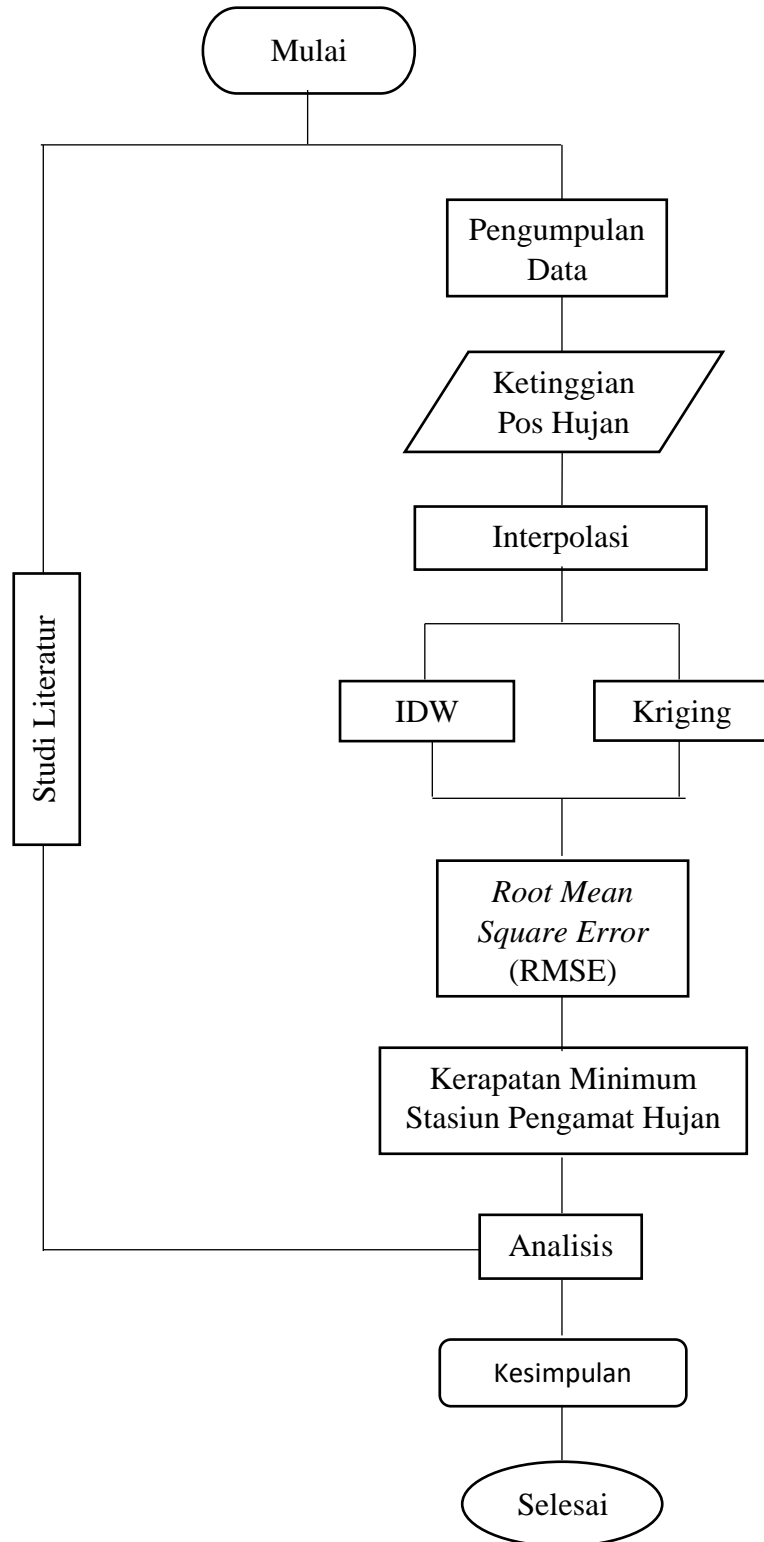 Mulai
Pengumpulan
Data
Ketinggian
Pos Hujan
Interpolasi
Studi Literatur
IDW
Kriging
Root Mean
Square Error
(RMSE)
Kerapatan Minimum
Stasiun Pengamat Hujan
Analisis
Kesimpulan
Selesai